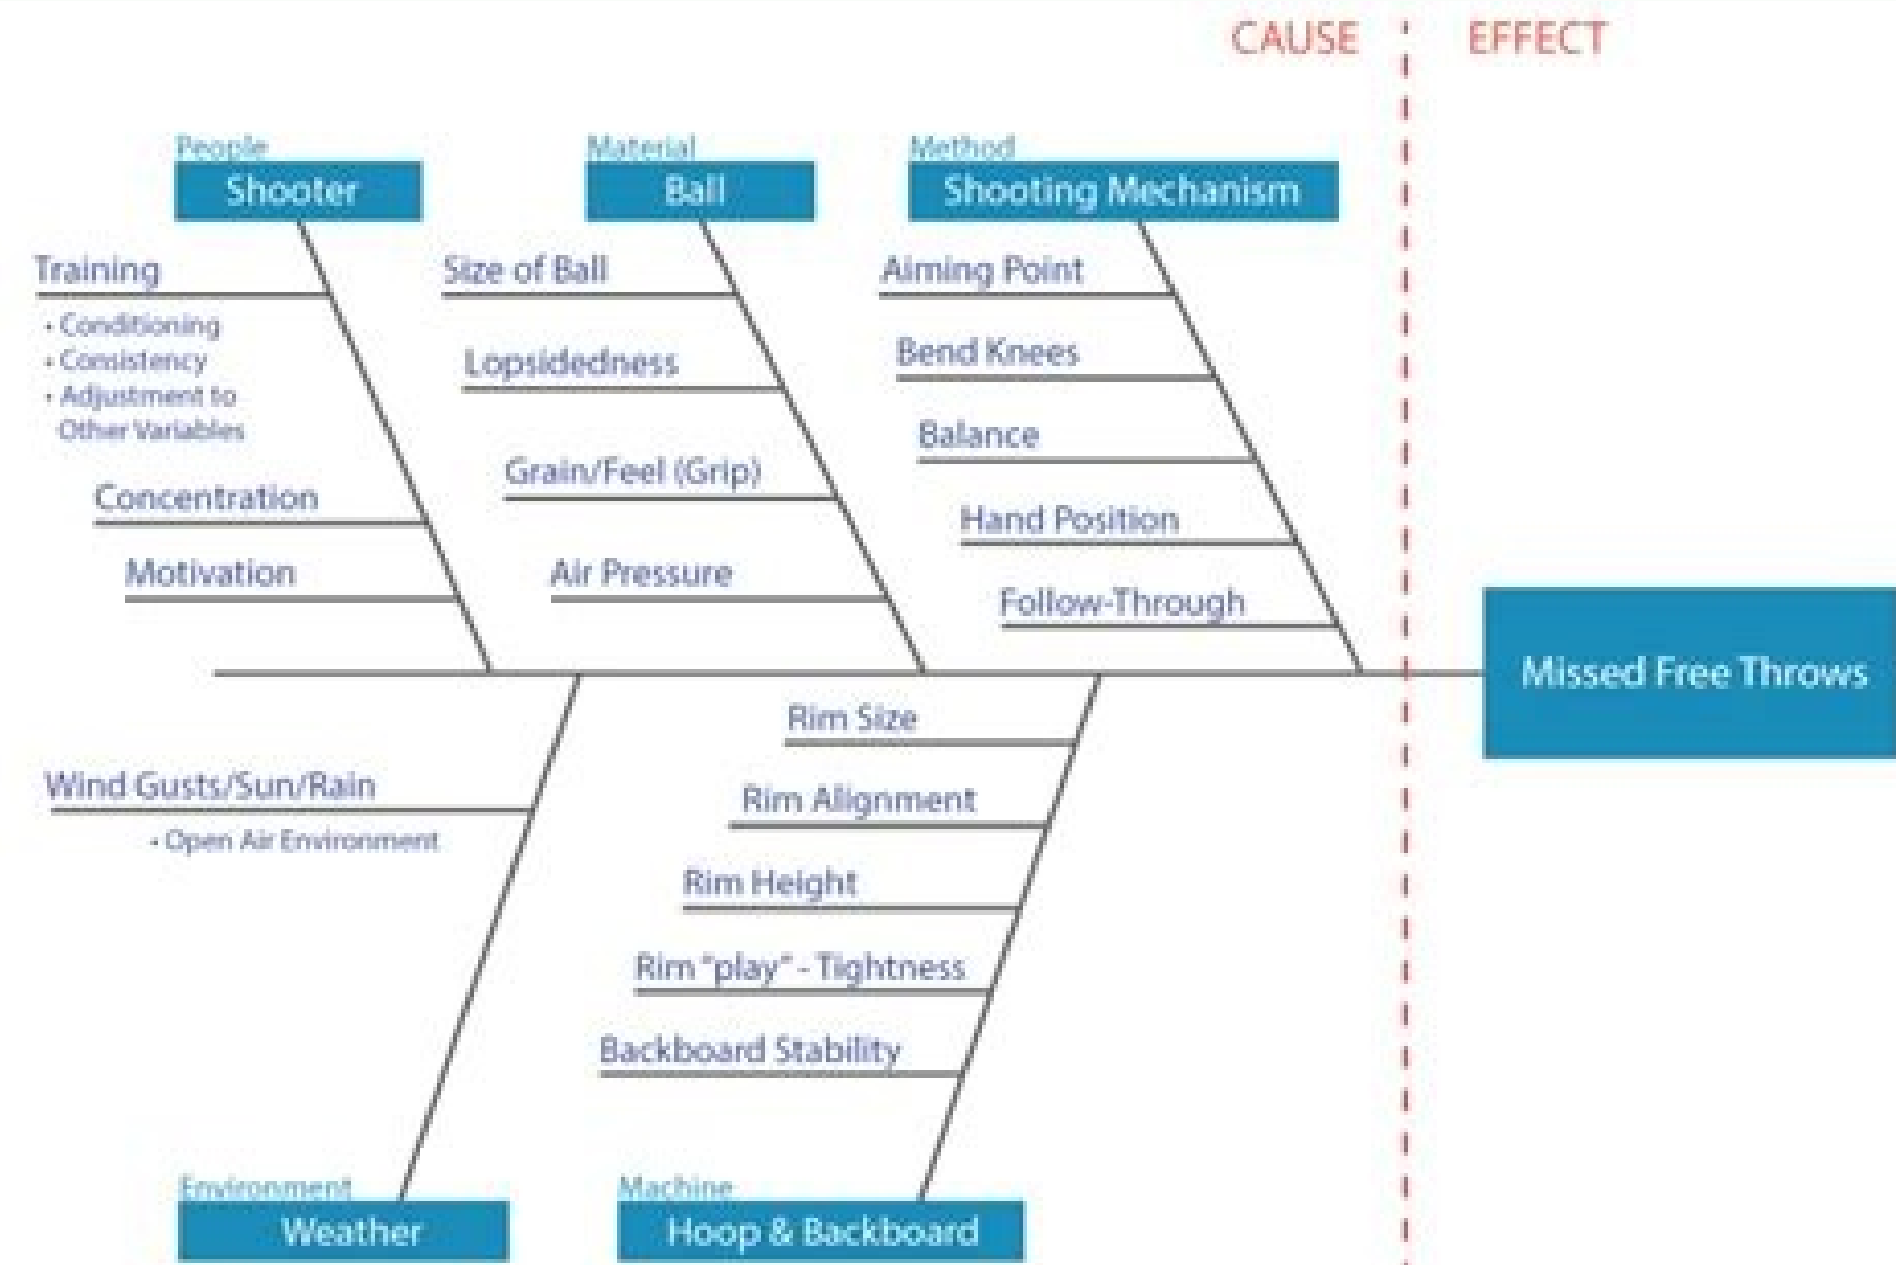 CAUSE EFFECT
People
Shooter
Material
Ball
Method
Shooting Mechanism
Training
• Conditioning
• Consistency
• Adjustment to
Other Variables
Concentration
Motivation
Size of Ball
Lopsidedness
Grain/Feel (Grip)
Air Pressure
Aiming Point
Bend Knees
Balance
Hand Position
Follow-Through
Missed Free Throws
Wind Gusts/Sun/Rain
• Open Air Environment
Rim Size
Rim Alignment
Rim Height
Rim "play" - Tightness
Backboard Stability
Environment
Weather
Machine
Hoop & Backboard